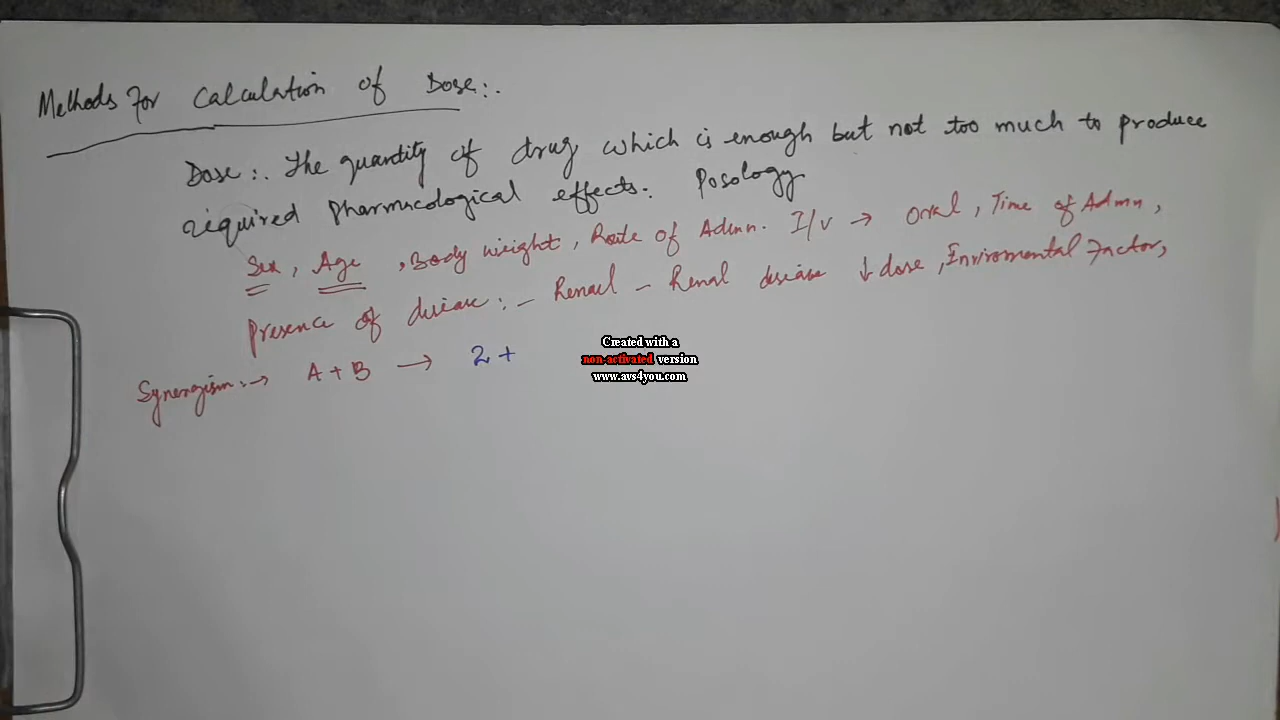 Methods For Calculation of Dose:.
Dose:. The quantity of drug which is enough but not too much to produce
required Pharmacological effects. Posology
Sex, Age, Body weight, Route of Admn. I/v → Oral, Time of Admn,
Presence of disease:- Renal - Renal disease ↓ dose, Enviromental Factor,
Synergism:→ A + B → 2 +
Created with a
non-activated version
www.avs4you.com